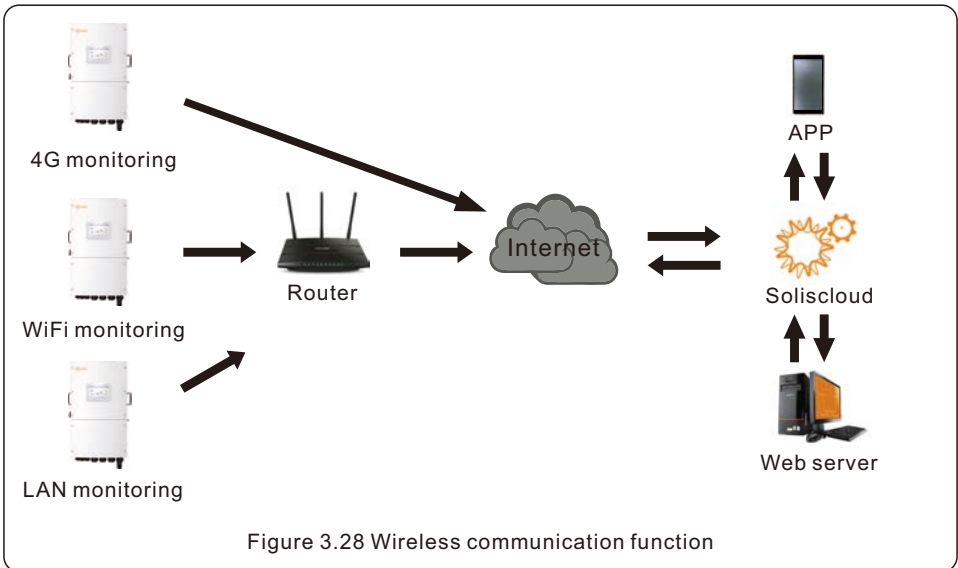 4G monitoring
WiFi monitoring
LAN monitoring
Router
Internet
APP
Soliscloud
Web server
Figure 3.28 Wireless communication function